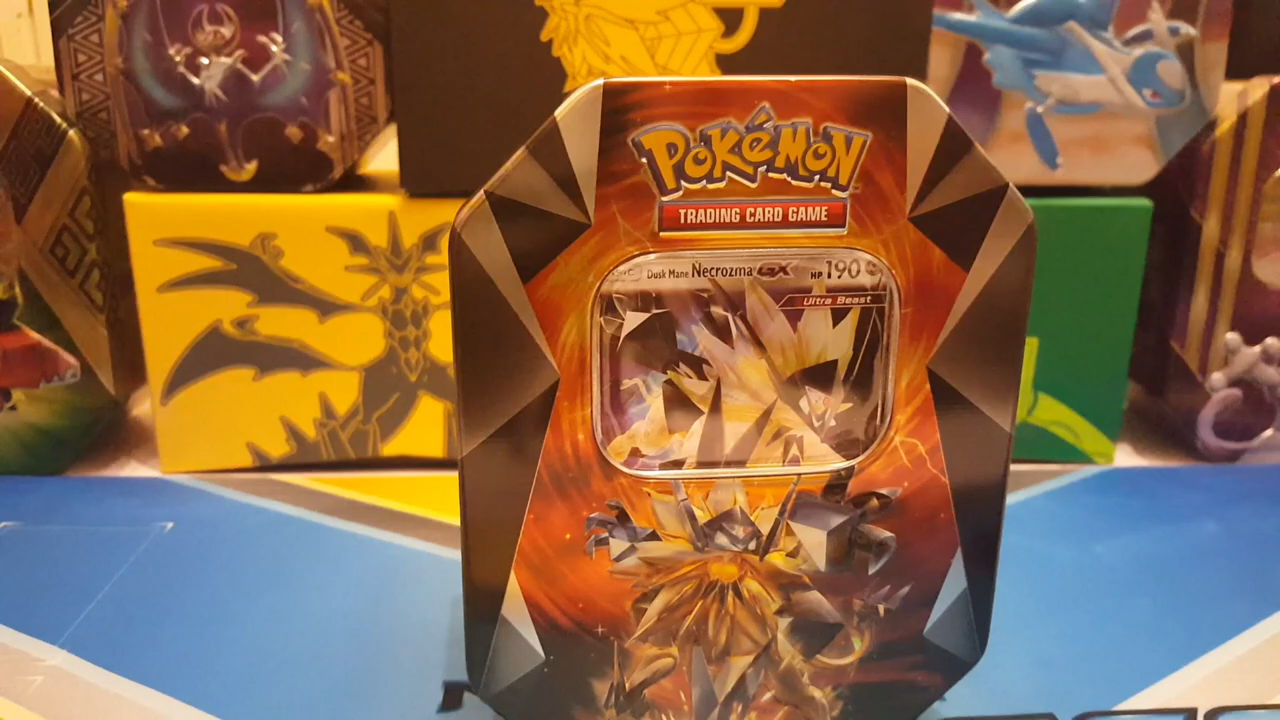 POKéMON
TRADING CARD GAME
Dusk Mane Necrozma GX HP 190
Ultra Beast